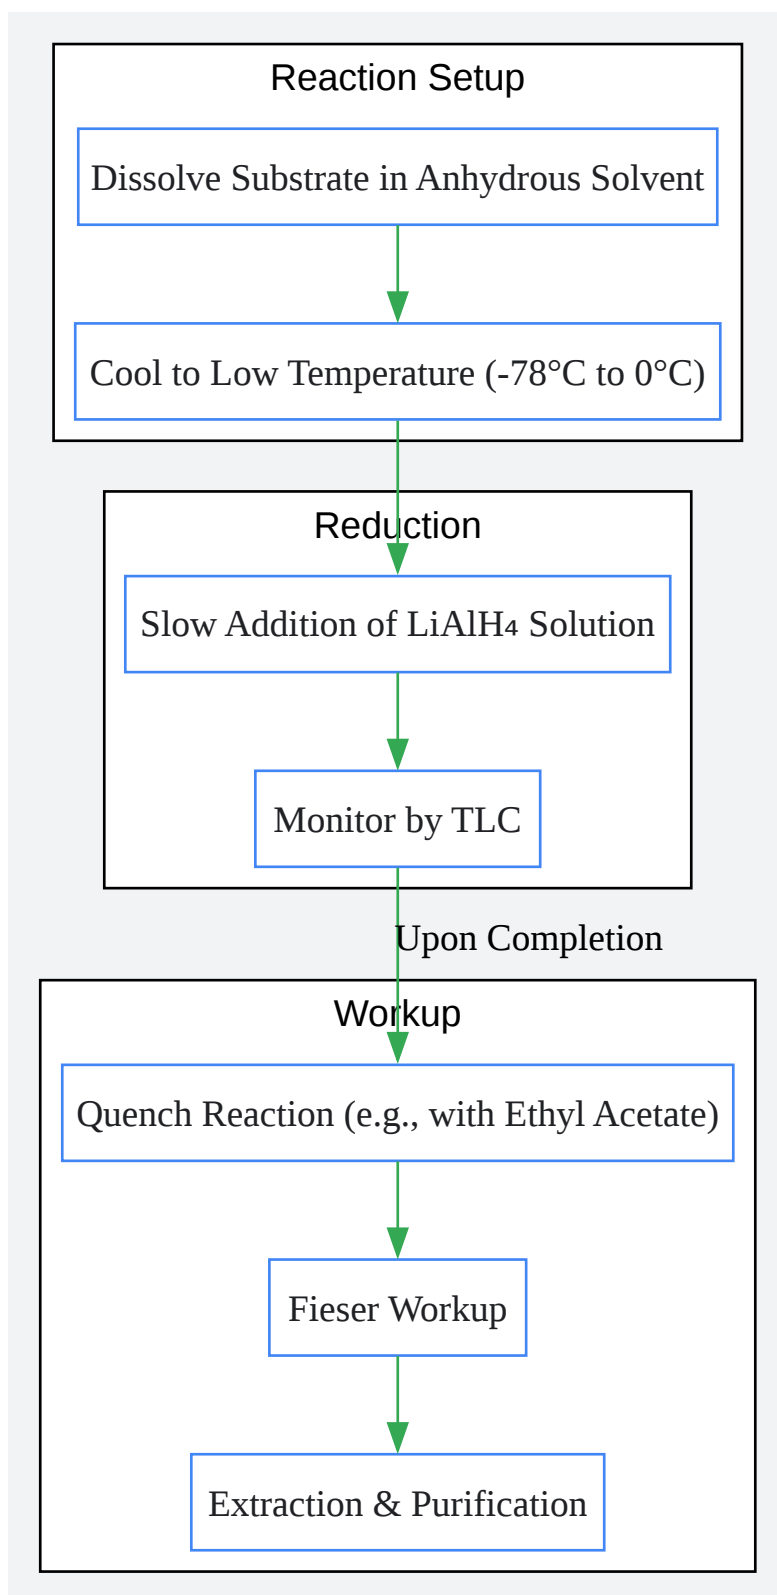 Reaction Setup
Dissolve Substrate in Anhydrous Solvent
Cool to Low Temperature (-78°C to 0°C)
Reduction
Slow Addition of LiAlH₄ Solution
Monitor by TLC
Upon Completion
Workup
Quench Reaction (e.g., with Ethyl Acetate)
Fieser Workup
Extraction & Purification